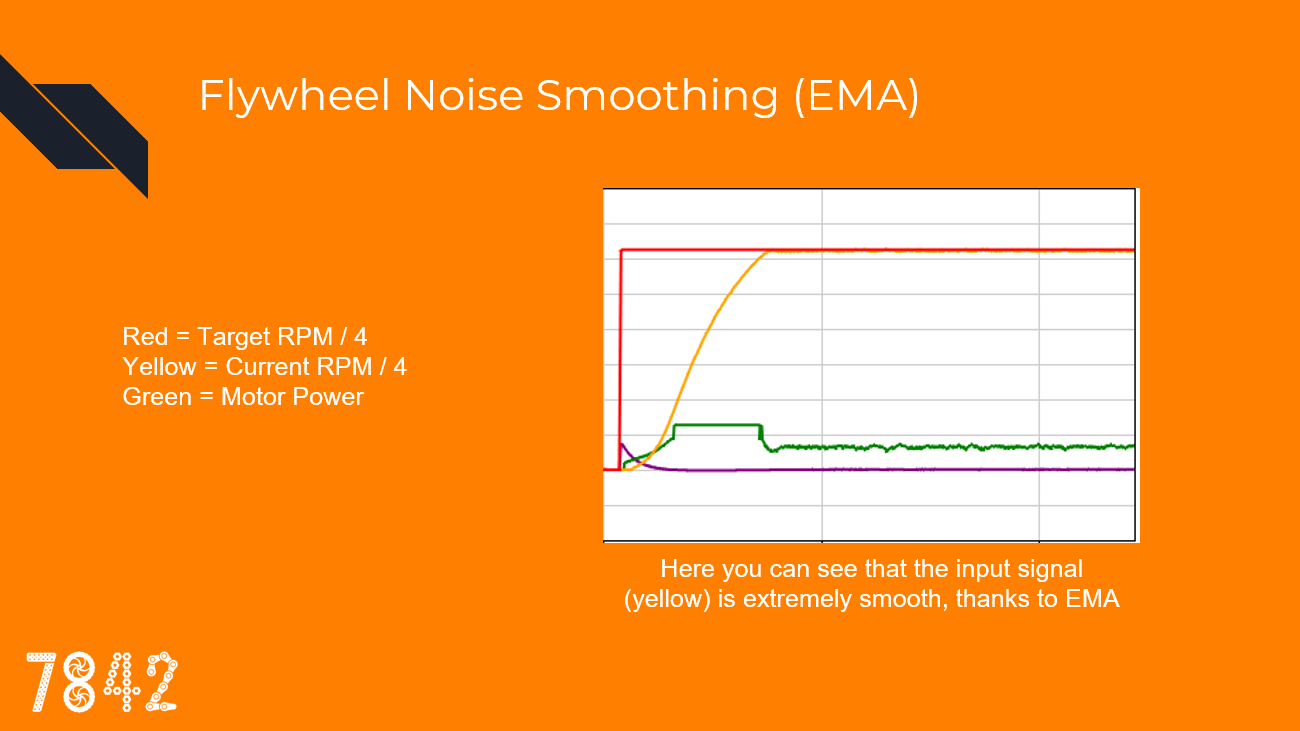 Flywheel Noise Smoothing (EMA)
Red = Target RPM / 4
Yellow = Current RPM / 4
Green = Motor Power
Here you can see that the input signal
(yellow) is extremely smooth, thanks to EMA
7842